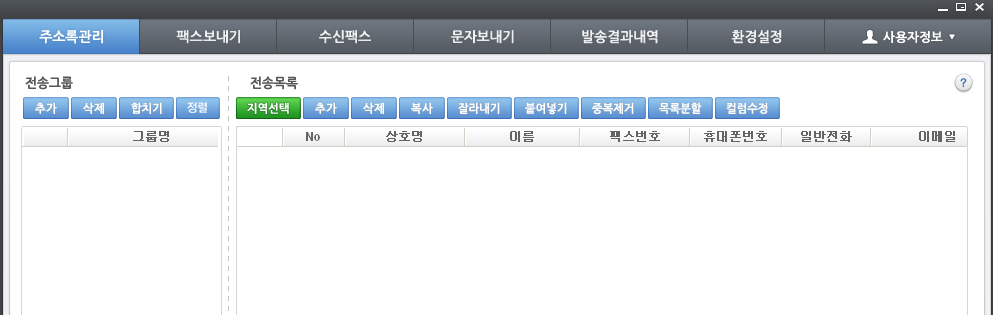 주소록관리 팩스보내기 수신팩스 문자보내기 발송결과내역 환경설정 사용자정보
전송그룹 전송목록 ?
추가 삭제 합치기 정렬 지역선택 추가 삭제 복사 잘라내기 붙여넣기 중복제거 목록분할 컬럼수정
그룹명 No 상호명 이름 팩스번호 휴대폰번호 일반전화 이메일